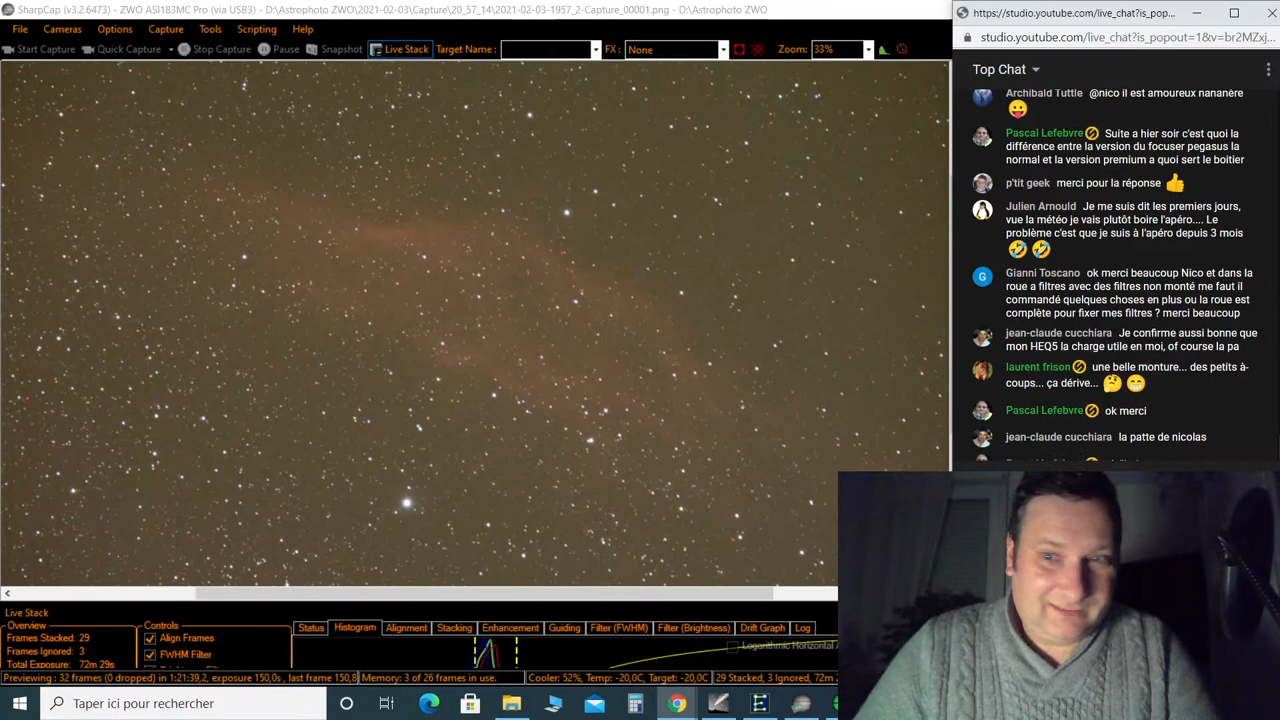 SharpCap (v3.2.6473) - ZWO ASI183MC Pro (via USB3) - D:\Astrophoto ZWO\2021-02-03\Capture\20_57_14\2021-02-03-1957_2-Capture_00001.png - D:\Astrophoto ZWO
File Cameras Options Capture Tools Scripting Help
Start Capture Quick Capture Stop Capture Pause Snapshot Live Stack Target Name : FX : None Zoom: 33%
https://studio.youtube.com/live_chat?is_pop...
studio.youtube.com/live_chat?is_popout=1&v=br2MZxj...
Top Chat
Archibald Tuttle @nico il est amoureux nananère
😛
Pascal Lefebvre Suite a hier soir c'est quoi la
différence entre la version du focuser pegasus la
normal et la version premium a quoi sert le boitier
p'tit geek merci pour la réponse 👍
Julien Arnould Je me suis dit les premiers jours,
vue la météo je vais plutôt boire l'apéro.... Le
problème c'est que je suis à l'apéro depuis 3 mois
🤣 🤣
G
Gianni Toscano ok merci beaucoup Nico et dans la
roue a filtres avec des filtres non monté me faut il
commandé quelques choses en plus ou la roue est
complète pour fixer mes filtres ? merci beaucoup
jean-claude cucchiara Je confirme aussi bonne que
mon HEQ5 la charge utile en moi, of course la pa
laurent frison une belle monture... des petits à-
coups... ça dérive... 🤔 😁
Pascal Lefebvre ok merci
jean-claude cucchiara la patte de nicolas
Live Stack
Overview
Frames Stacked: 29
Frames Ignored: 3
Total Exposure: 72m 29s
Controls
Align Frames
FWHM Filter
Status Histogram Alignment Stacking Enhancement Guiding Filter (FWHM) Filter (Brightness) Drift Graph Log
Logarithmic Horizontal A
Previewing : 32 frames (0 dropped) in 1:21:39,2, exposure 150,0s , last frame 150,8
Memory: 3 of 26 frames in use.
Cooler: 52%, Temp: -20,0C, Target: -20,0C
29 Stacked, 3 Ignored, 72m
Taper ici pour rechercher